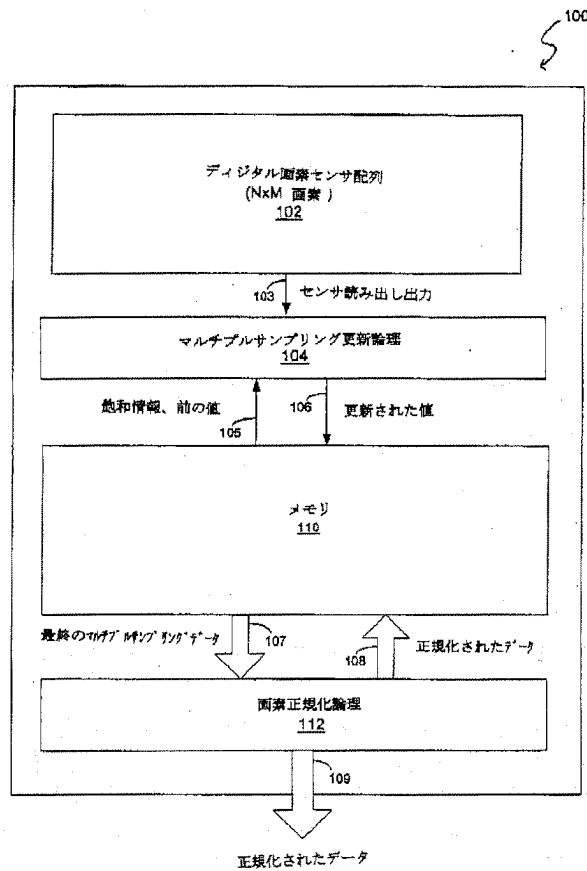 100
ディジタル画素センサ配列
(NxM 画素)
102
103
センサ読み出し出力
マルチプルサンプリング更新論理
104
飽和情報、前の値
105
106
更新された値
メモリ
110
最終のマルチプルサンプリングデータ
107
108
正規化されたデータ
画素正規化論理
112
109
正規化されたデータ